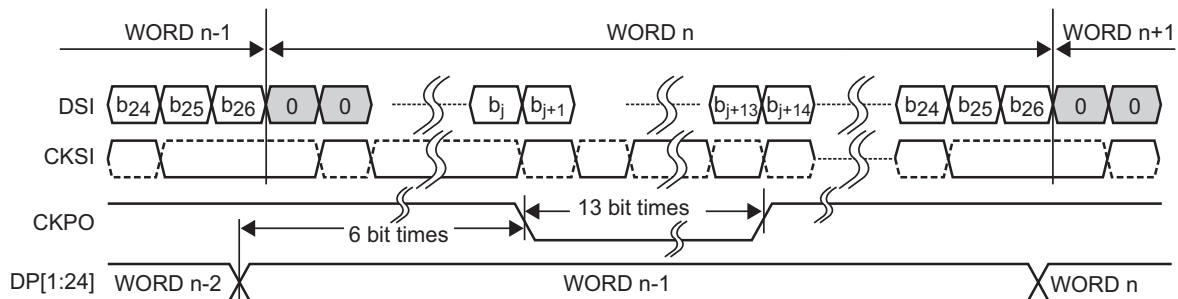 WORD n-1 WORD n WORD n+1
DSI b24 b25 b26 0 0 bj bj+1 bj+13 bj+14 b24 b25 b26 0 0
CKSI
CKPO 6 bit times 13 bit times
DP[1:24] WORD n-2 WORD n-1 WORD n